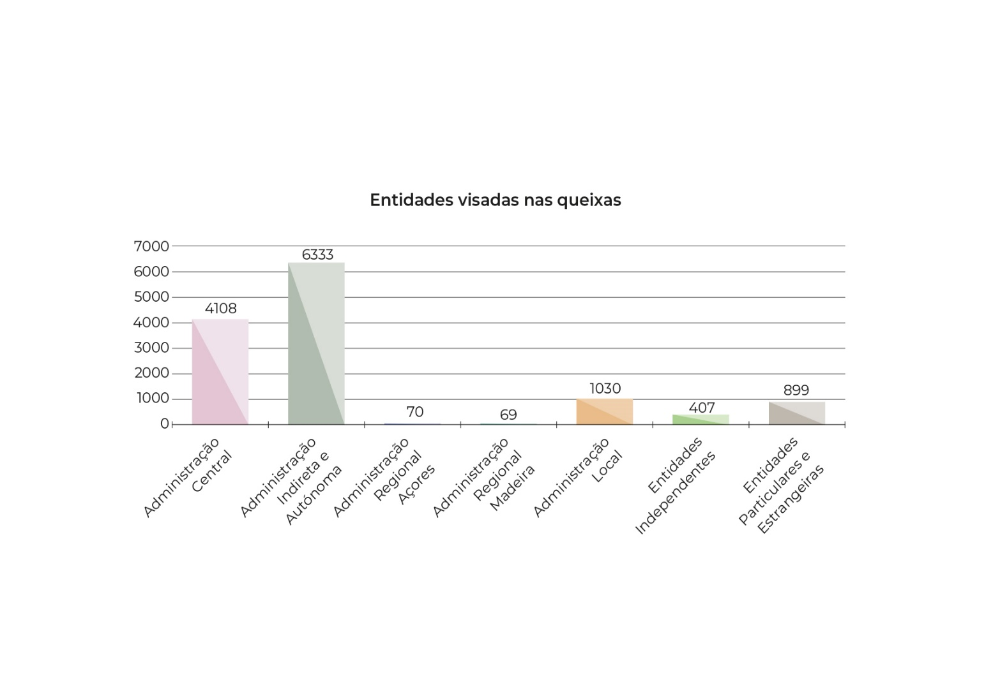 Entidades visadas nas queixas
7000
6000
5000
4000
3000
2000
1000
0
4108
6333
70
69
1030
407
899
Administração
Central
Administração
Indireta e
Autónoma
Administração
Regional
Açores
Administração
Regional
Madeira
Administração
Local
Entidades
Independentes
Entidades
Particulares e
Estrangeiras